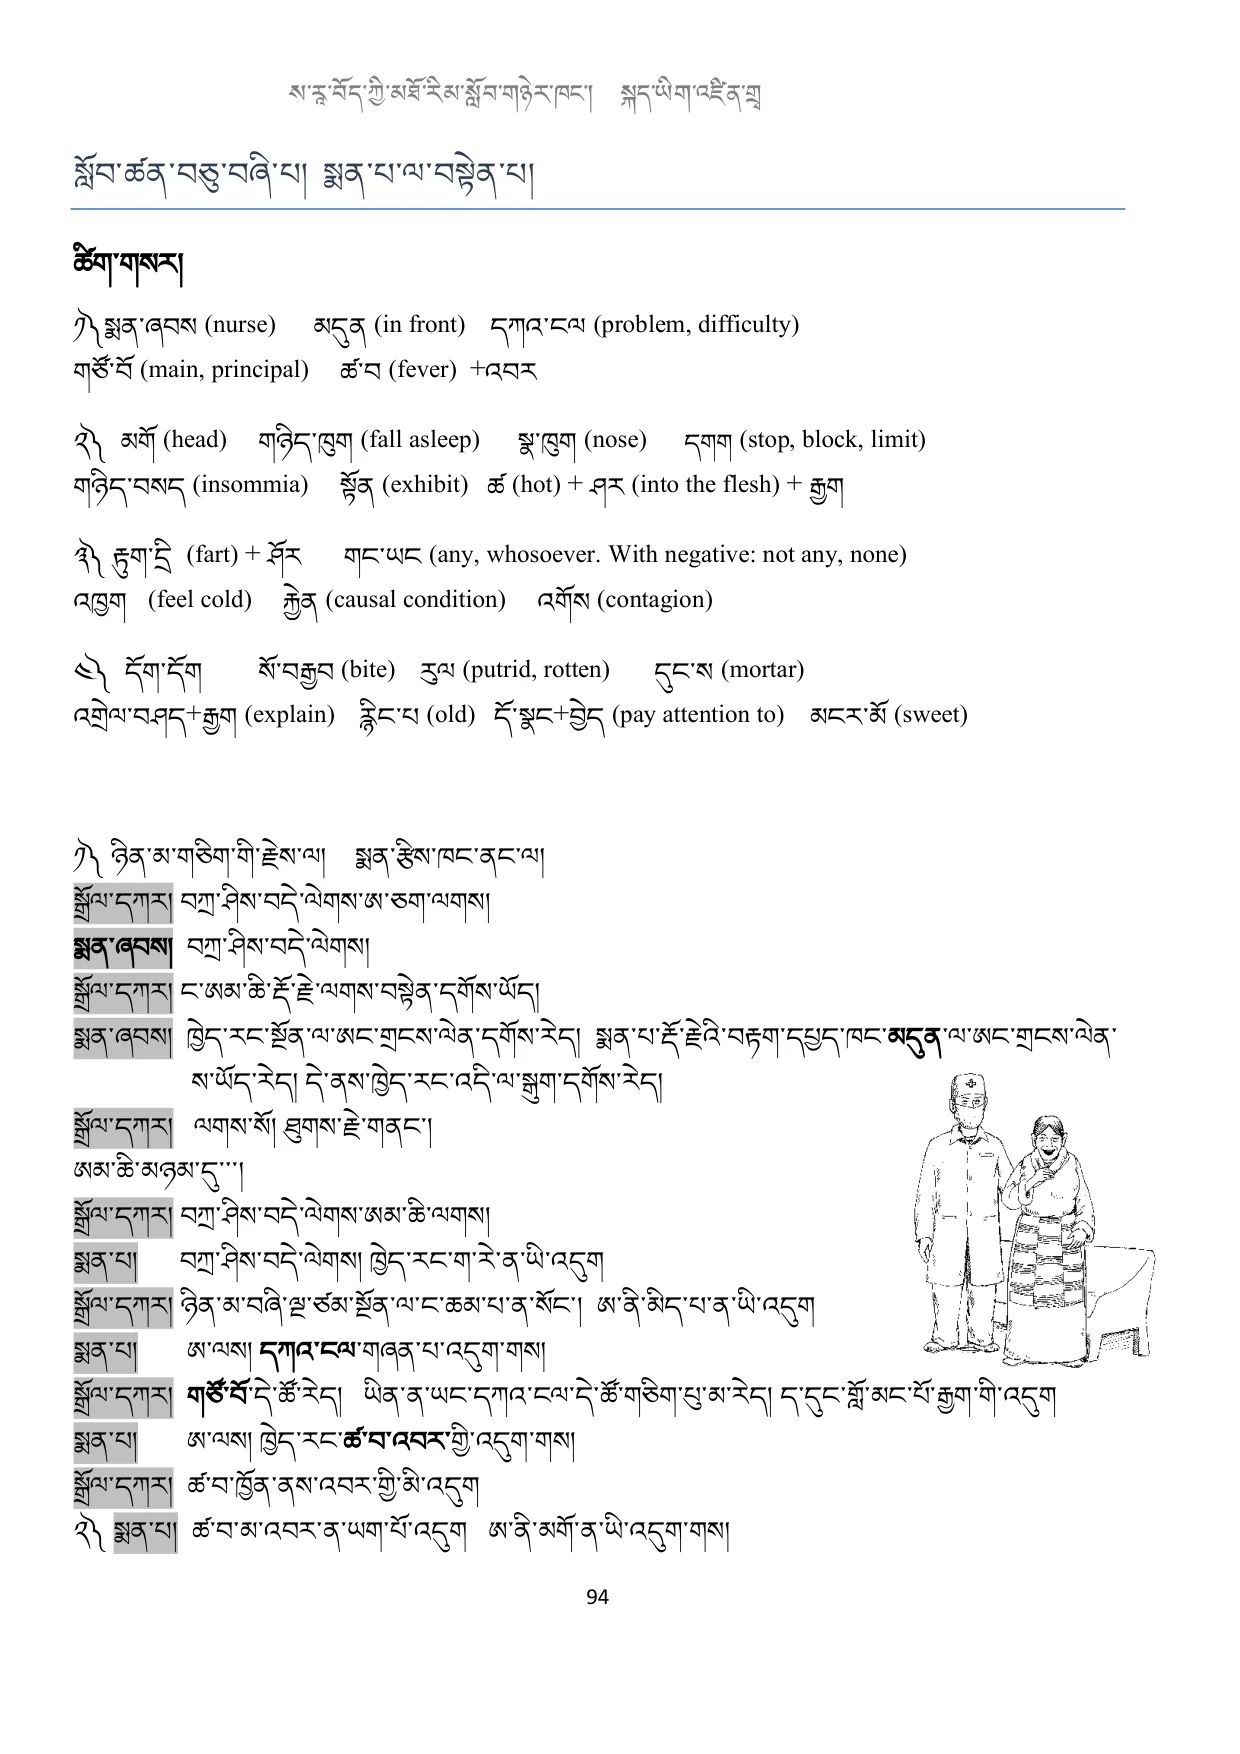 ས་རཱ་བོད་ཀྱི་མཐོ་རིམ་སློབ་གཉེར་ཁང་།    སྐད་ཡིག་འཛིན་གྲྭ
སློབ་ཚན་བཅུ་བཞི་པ།  སྨན་པ་ལ་བསྟེན་པ།
ཚིག་གསར།
༡༽ སྨན་ཞབས (nurse)    མདུན (in front)   དཀའ་ངལ (problem, difficulty)
གཙོ་བོ (main, principal)    ཚ་བ (fever)  +འབར
༢༽  མགོ (head)    གཉིད་ཁུག (fall asleep)    སྣ་ཁུག (nose)    དགག (stop, block, limit)
གཉིད་བསད (insommia)    སྟོན (exhibit)  ཚ (hot) + ཤར (into the flesh) + རྒྱག
༣༽  རྟུག་དྲི  (fart) + ཤོར     གང་ཡང (any, whosoever. With negative: not any, none)
འཁྱག   (feel cold)    རྐྱེན (causal condition)    འགོས (contagion)
༤༽  དོག་དོག       སོ་བརྒྱབ (bite)   རུལ (putrid, rotten)     དུང་ས (mortar)
འགྲེལ་བཤད+རྒྱག (explain)   རྙིང་པ (old)  དོ་སྣང+བྱེད (pay attention to)   མངར་མོ (sweet)
༡༽  ཉིན་མ་གཅིག་གི་རྗེས་ལ།    སྨན་རྩིས་ཁང་ནང་ལ།
སྒྲོལ་དཀར། བཀྲ་ཤིས་བདེ་ལེགས་ཨ་ཅག་ལགས།
སྨན་ཞབས།  བཀྲ་ཤིས་བདེ་ལེགས།
སྒྲོལ་དཀར། ང་ཨམ་ཆི་རྡོ་རྗེ་ལགས་བསྟེན་དགོས་ཡོད།
སྨན་ཞབས།  ཁྱེད་རང་སྔོན་ལ་ཨང་གྲངས་ལེན་དགོས་རེད།  སྨན་པ་རྡོ་རྗེའི་བརྟག་དཔྱད་ཁང་མདུན་ལ་ཨང་གྲངས་ལེན་
ས་ཡོད་རེད། དེ་ནས་ཁྱེད་རང་འདི་ལ་སྒུག་དགོས་རེད།
སྒྲོལ་དཀར།   ལགས་སོ། ཐུགས་རྗེ་གནང་།
ཨམ་ཆི་མཉམ་དུ་་་།
སྒྲོལ་དཀར། བཀྲ་ཤིས་བདེ་ལེགས་ཨམ་ཆི་ལགས།
སྨན་པ།      བཀྲ་ཤིས་བདེ་ལེགས། ཁྱེད་རང་ག་རེ་ན་ཡི་འདུག
སྒྲོལ་དཀར། ཉིན་མ་བཞི་ལྔ་ཙམ་སྔོན་ལ་ང་ཆམ་པ་ན་སོང་།  ཨ་ནི་མིད་པ་ན་ཡི་འདུག
སྨན་པ།       ཨ་ལས། དཀའ་ངལ་གཞན་པ་འདུག་གས།
སྒྲོལ་དཀར།  གཙོ་བོ་དེ་ཚོ་རེད།   ཡིན་ན་ཡང་དཀའ་ངལ་དེ་ཚོ་གཅིག་པུ་མ་རེད། ད་དུང་གློ་མང་པོ་རྒྱག་གི་འདུག
སྨན་པ།       ཨ་ལས། ཁྱེད་རང་ཚ་བ་འབར་གྱི་འདུག་གས།
སྒྲོལ་དཀར།  ཚ་བ་ཁྱོན་ནས་འབར་གྱི་མི་འདུག
༢༽ སྨན་པ།  ཚ་བ་མ་འབར་ན་ཡག་པོ་འདུག   ཨ་ནི་མགོ་ན་ཡི་འདུག་གས།
94